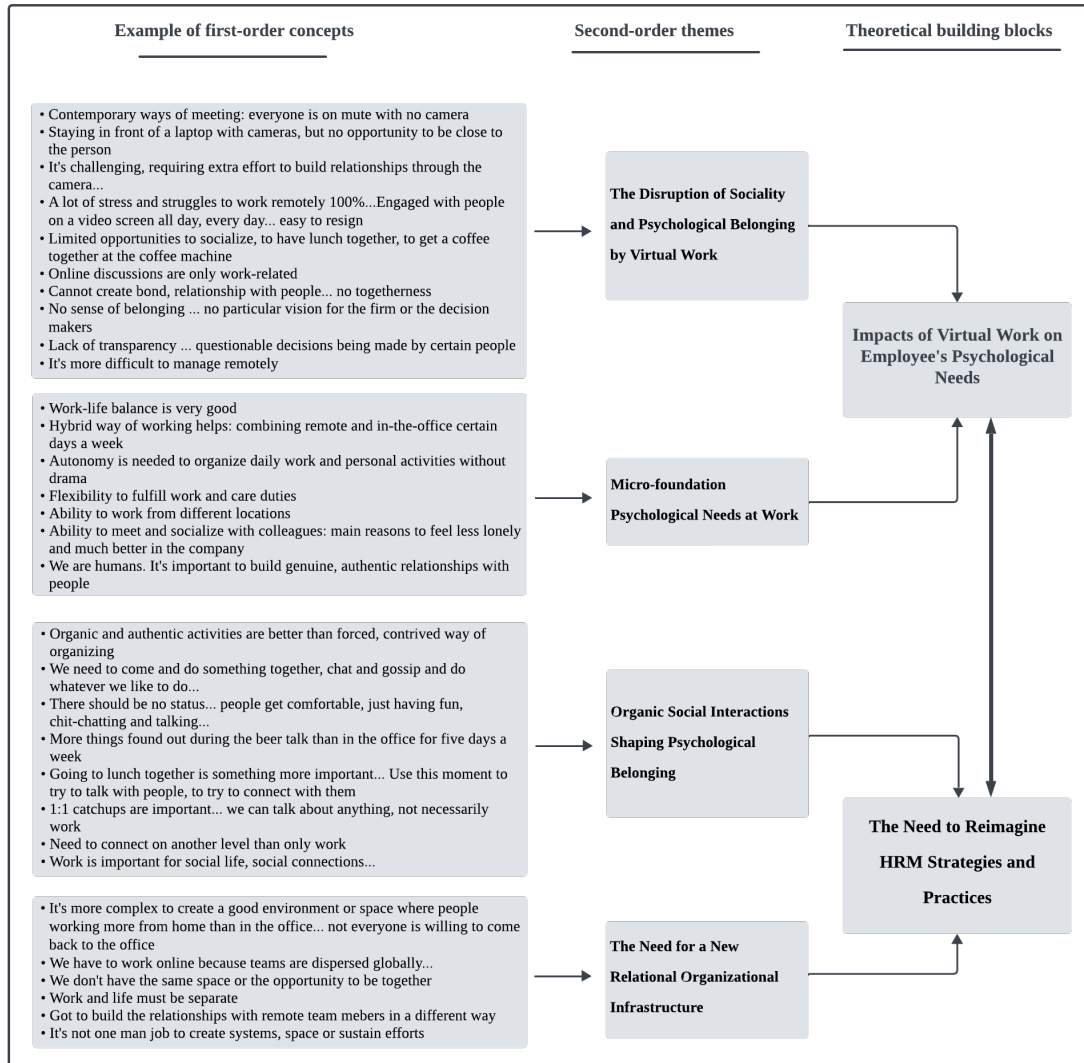 Example of first-order concepts
Second-order themes
Theoretical building blocks
• Contemporary ways of meeting: everyone is on mute with no camera
• Staying in front of a laptop with cameras, but no opportunity to be close to
the person
• It's challenging, requiring extra effort to build relationships through the
camera...
• A lot of stress and struggles to work remotely 100%...Engaged with people
on a video screen all day, every day... easy to resign
• Limited opportunities to socialize, to have lunch together, to get a coffee
together at the coffee machine
• Online discussions are only work-related
• Cannot create bond, relationship with people... no togetherness
• No sense of belonging ... no particular vision for the firm or the decision
makers
• Lack of transparency ... questionable decisions being made by certain people
• It's more difficult to manage remotely
The Disruption of Sociality
and Psychological Belonging
by Virtual Work
Impacts of Virtual Work on
Employee's Psychological
Needs
• Work-life balance is very good
• Hybrid way of working helps: combining remote and in-the-office certain
days a week
• Autonomy is needed to organize daily work and personal activities without
drama
• Flexibility to fulfill work and care duties
• Ability to work from different locations
• Ability to meet and socialize with colleagues: main reasons to feel less lonely
and much better in the company
• We are humans. It's important to build genuine, authentic relationships with
people
Micro-foundation
Psychological Needs at Work
• Organic and authentic activities are better than forced, contrived way of
organizing
• We need to come and do something together, chat and gossip and do
whatever we like to do...
• There should be no status... people get comfortable, just having fun,
chit-chatting and talking...
• More things found out during the beer talk than in the office for five days a
week
• Going to lunch together is something more important... Use this moment to
try to talk with people, to try to connect with them
• 1:1 catchups are important... we can talk about anything, not necessarily
work
• Need to connect on another level than only work
• Work is important for social life, social connections...
Organic Social Interactions
Shaping Psychological
Belonging
The Need to Reimagine
HRM Strategies and
Practices
• It's more complex to create a good environment or space where people
working more from home than in the office... not everyone is willing to come
back to the office
• We have to work online because teams are dispersed globally...
• We don't have the same space or the opportunity to be together
• Work and life must be separate
• Got to build the relationships with remote team mebers in a different way
• It's not one man job to create systems, space or sustain efforts
The Need for a New
Relational Organizational
Infrastructure